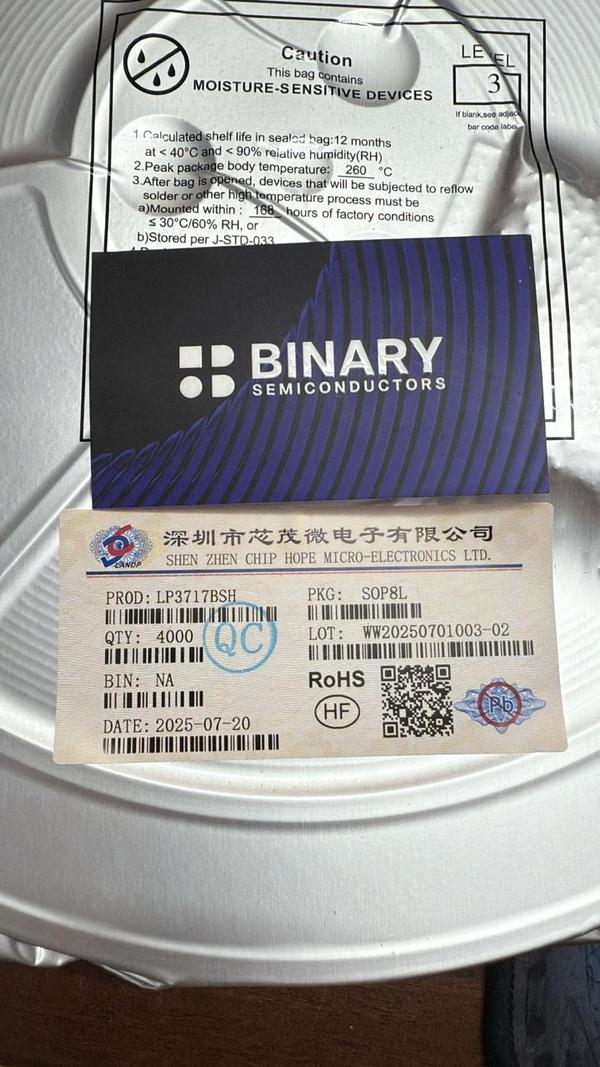 Caution
This bag contains
MOISTURE-SENSITIVE DEVICES
LEVEL
3
If blank,see adjac
bar code label
1.Calculated shelf life in sealed bag:12 months
at < 40°C and < 90% relative humidity(RH)
2.Peak package body temperature: 260 °C
3.After bag is opened, devices that will be subjected to reflow
solder or other high temperature process must be
a)Mounted within : 168 hours of factory conditions
≤ 30°C/60% RH, or
b)Stored per J-STD-033
BINARY
SEMICONDUCTORS
LANDP
深圳市芯茂微电子有限公司
SHEN ZHEN CHIP HOPE MICRO-ELECTRONICS LTD.
PROD: LP3717BSH
PKG: SOP8L
QTY: 4000
QC
LOT: WW20250701003-02
BIN: NA
RoHS
HF
Pb
DATE: 2025-07-20